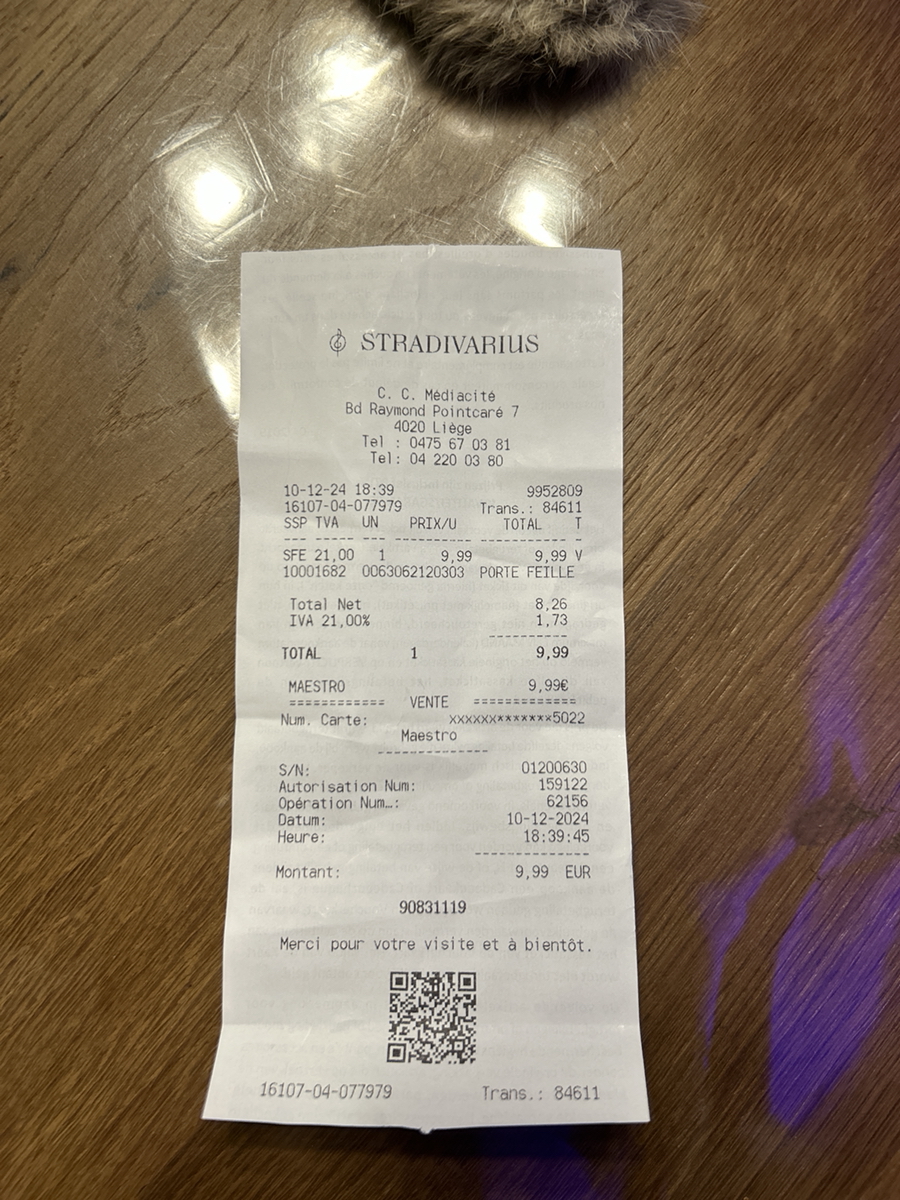 STRADIVARIUS
C. C. Médiacité
Bd Raymond Pointcaré 7
4020 Liège
Tel : 0475 67 03 81
Tel: 04 220 03 80
10-12-24 18:39 9952809
16107-04-077979 Trans.: 84611
SSP TVA UN PRIX/U TOTAL T
--- ----- -- ---------- ----------- -
SFE 21,00 1 9,99 9,99 V
10001682 0063062120303 PORTE FEILLE
Total Net 8,26
IVA 21,00% 1,73
----------
TOTAL 1 9,99
MAESTRO 9,99€
============ VENTE ============
Num. Carte: xxxxxx*******5022
Maestro
--------------
S/N: 01200630
Autorisation Num: 159122
Opération Num…: 62156
Datum: 10-12-2024
Heure: 18:39:45
--------------
Montant: 9,99 EUR
90831119
Merci pour votre visite et à bientôt.
16107-04-077979 Trans.: 84611